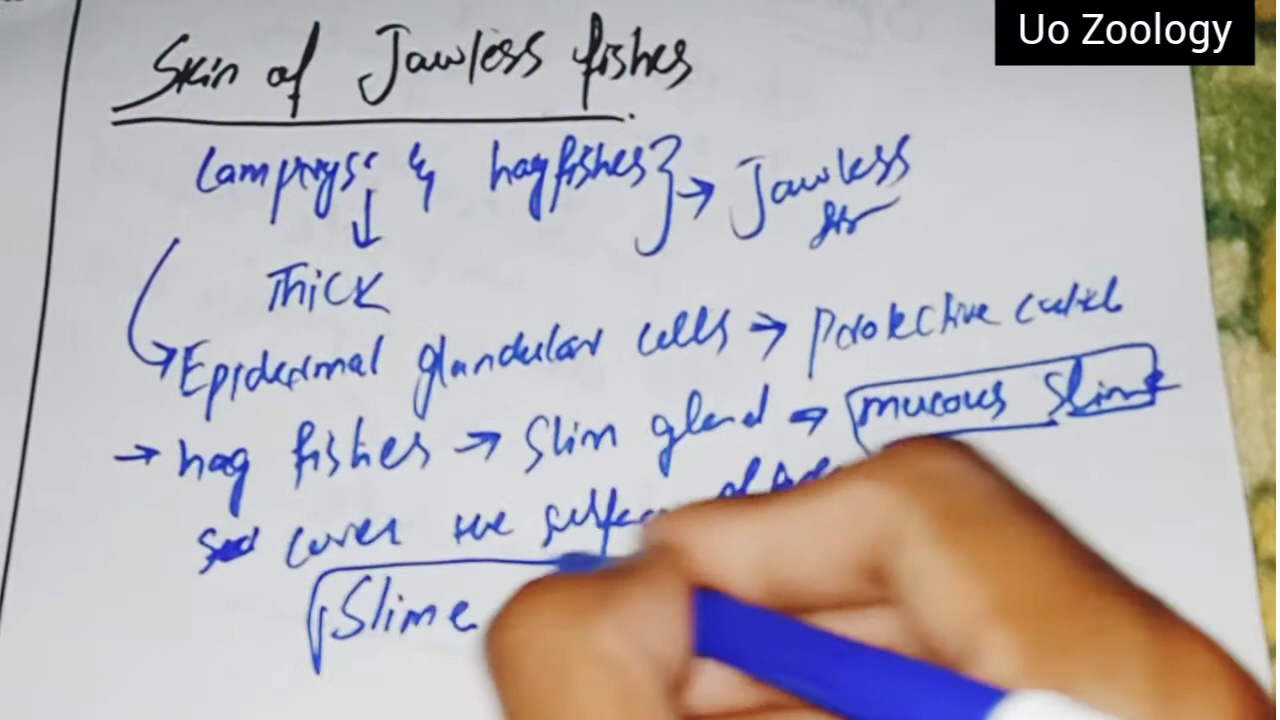 Uo Zoology
Skin of Jawless fishes
Lampreys & hagfishes } → Jawless
↓
Thick
→ Epidermal glandular cells → protective
→ hag fishes → Slim gland → mucous Slime
cover the
Slime